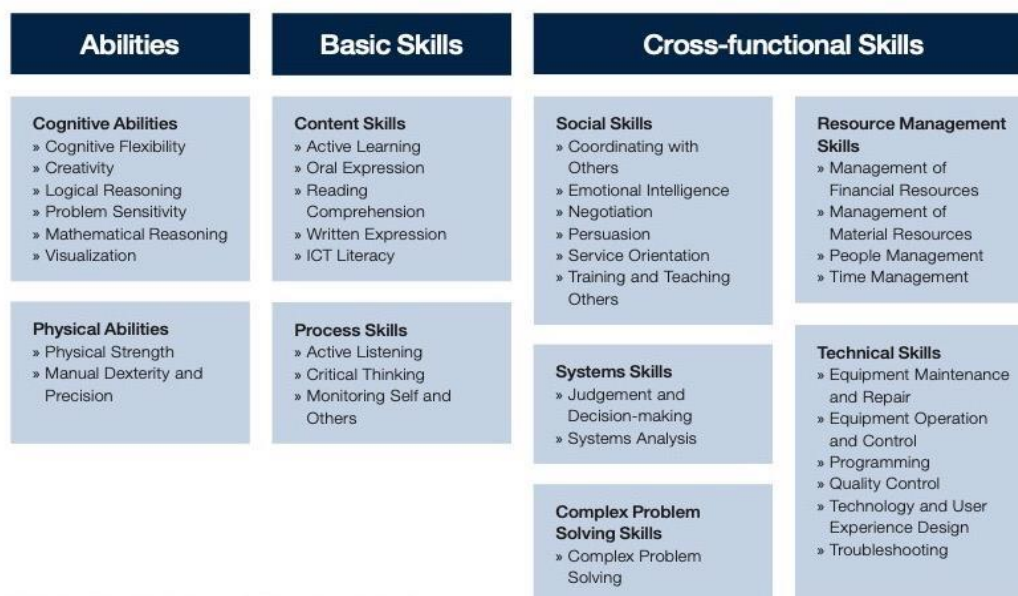 Abilities
Cognitive Abilities
» Cognitive Flexibility
» Creativity
» Logical Reasoning
» Problem Sensitivity
» Mathematical Reasoning
» Visualization
Physical Abilities
» Physical Strength
» Manual Dexterity and
Precision
Basic Skills
Content Skills
» Active Learning
» Oral Expression
» Reading
Comprehension
» Written Expression
» ICT Literacy
Process Skills
» Active Listening
» Critical Thinking
» Monitoring Self and
Others
Cross-functional Skills
Social Skills
» Coordinating with
Others
» Emotional Intelligence
» Negotiation
» Persuasion
» Service Orientation
» Training and Teaching
Others
Systems Skills
» Judgement and
Decision-making
» Systems Analysis
Complex Problem
Solving Skills
» Complex Problem
Solving
Resource Management
Skills
» Management of
Financial Resources
» Management of
Material Resources
» People Management
» Time Management
Technical Skills
» Equipment Maintenance
and Repair
» Equipment Operation
and Control
» Programming
» Quality Control
» Technology and User
Experience Design
» Troubleshooting